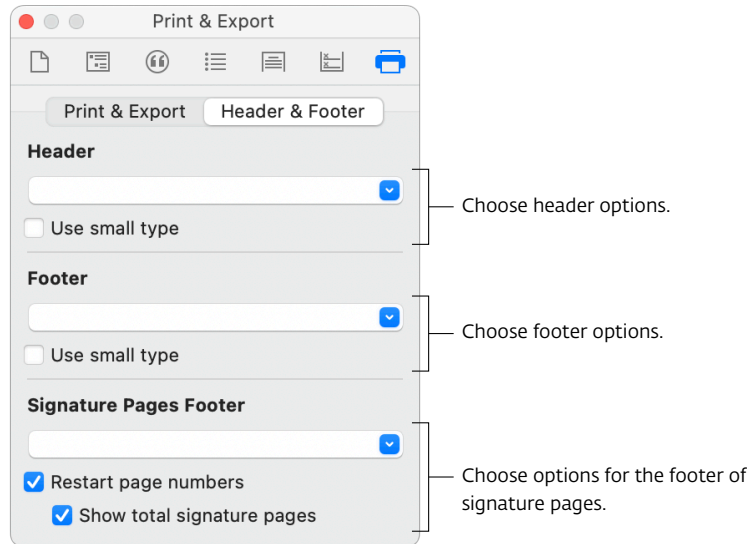 Print & Export
Print & Export
Header & Footer
Header
Use small type
Choose header options.
Footer
Use small type
Choose footer options.
Signature Pages Footer
Restart page numbers
Show total signature pages
Choose options for the footer of
signature pages.